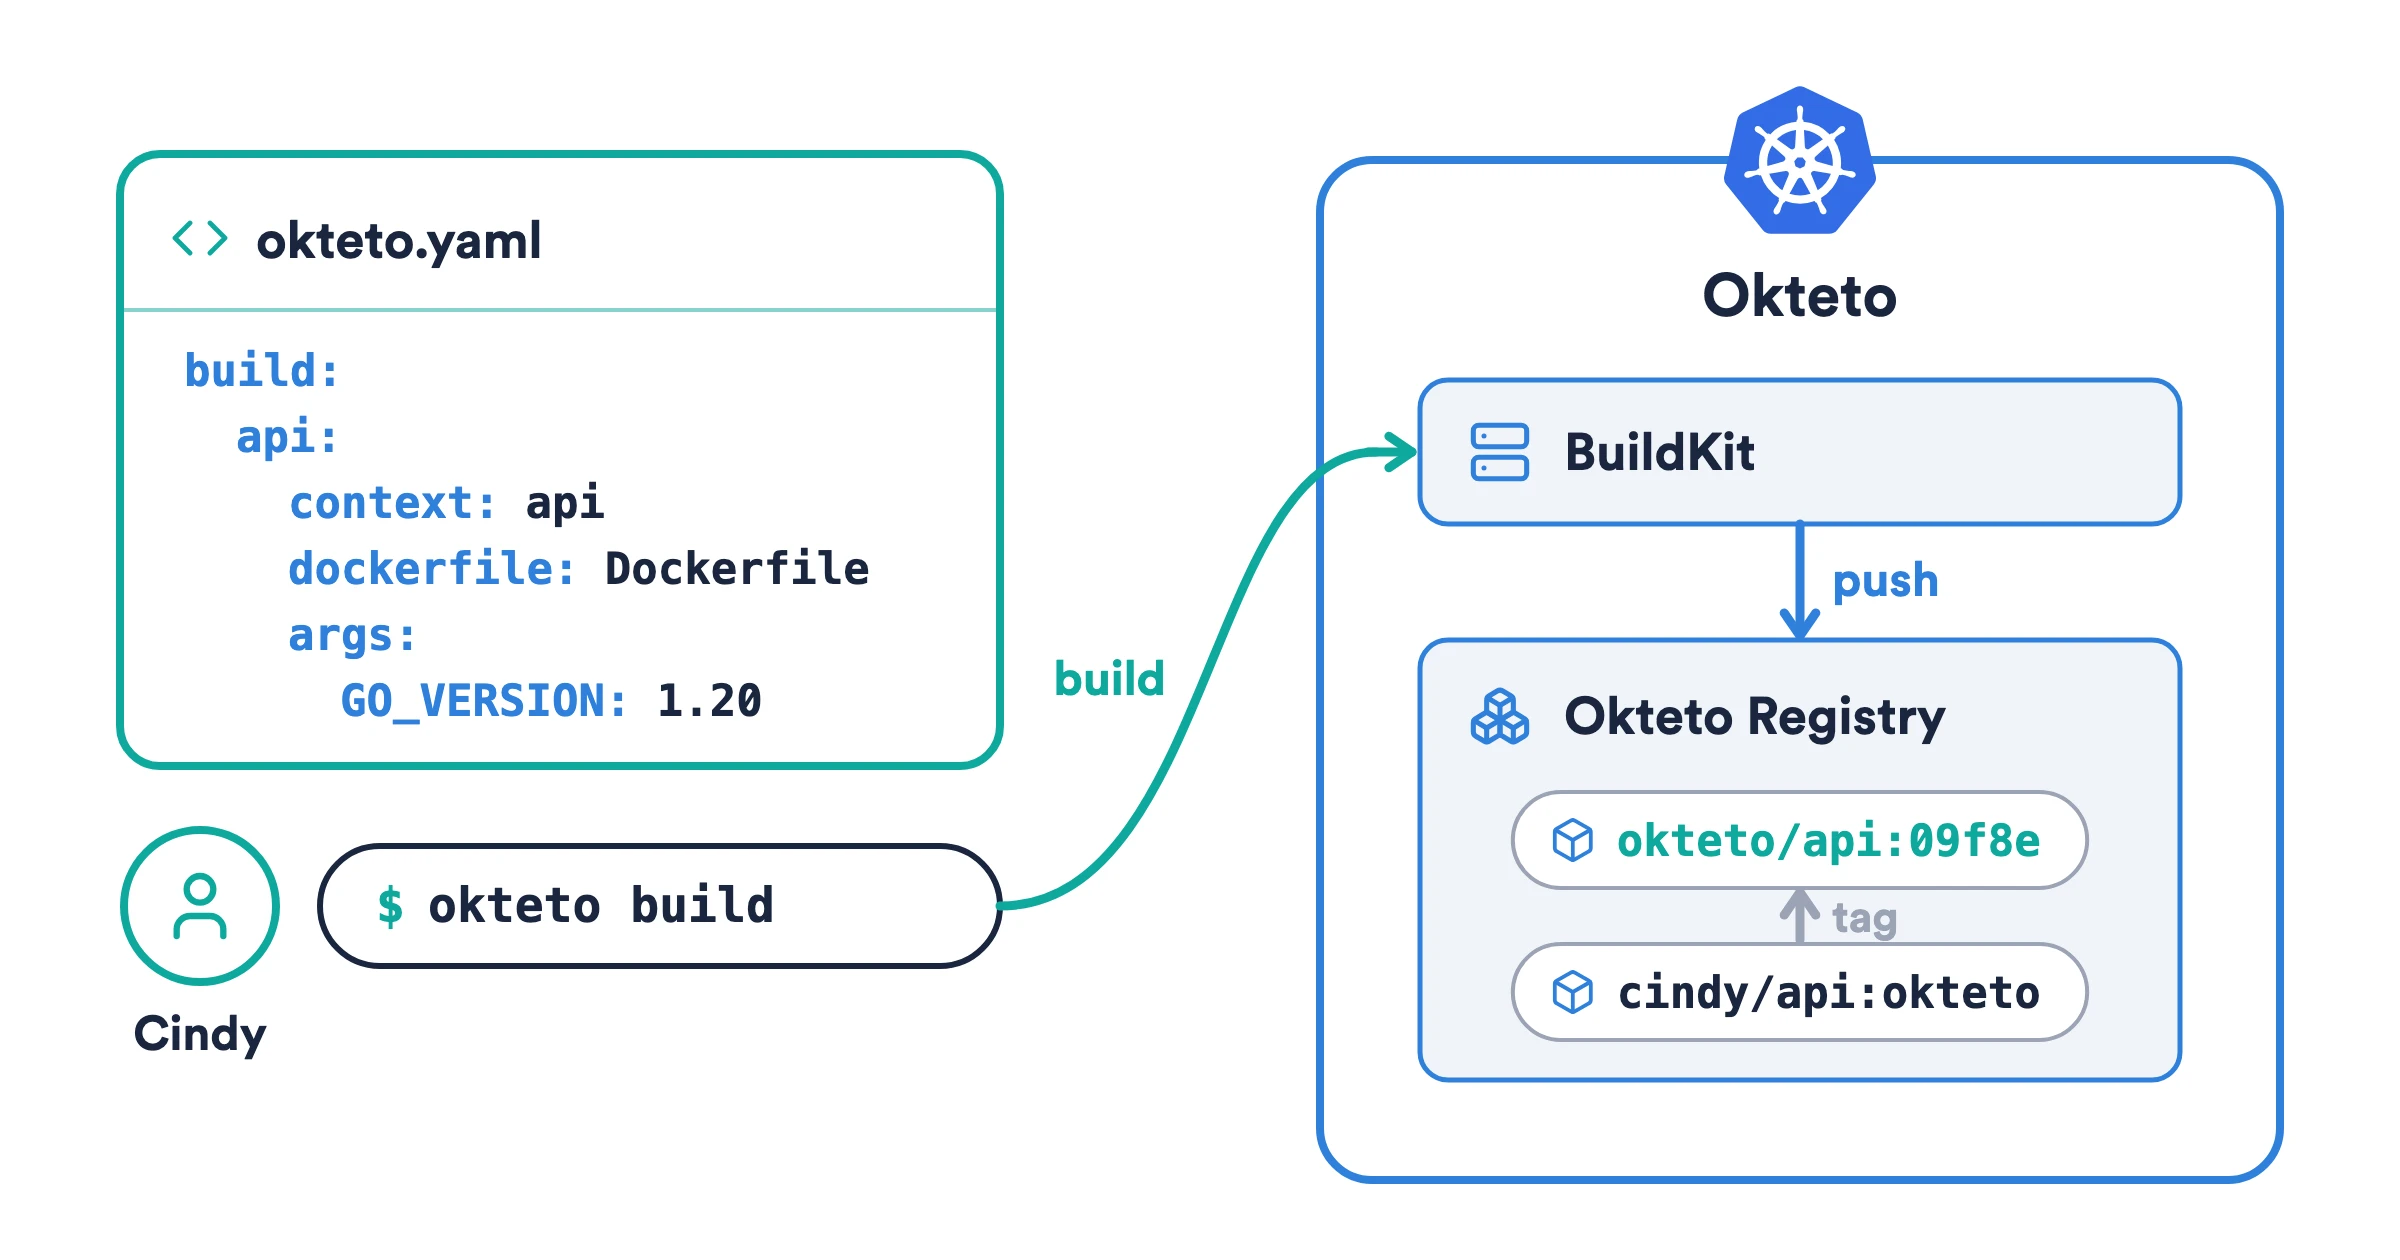 okteto.yaml
build:
  api:
    context: api
    dockerfile: Dockerfile
    args:
      GO_VERSION: 1.20
Cindy
$ okteto build
build
Okteto
BuildKit
push
Okteto Registry
okteto/api:09f8e
tag
cindy/api:okteto